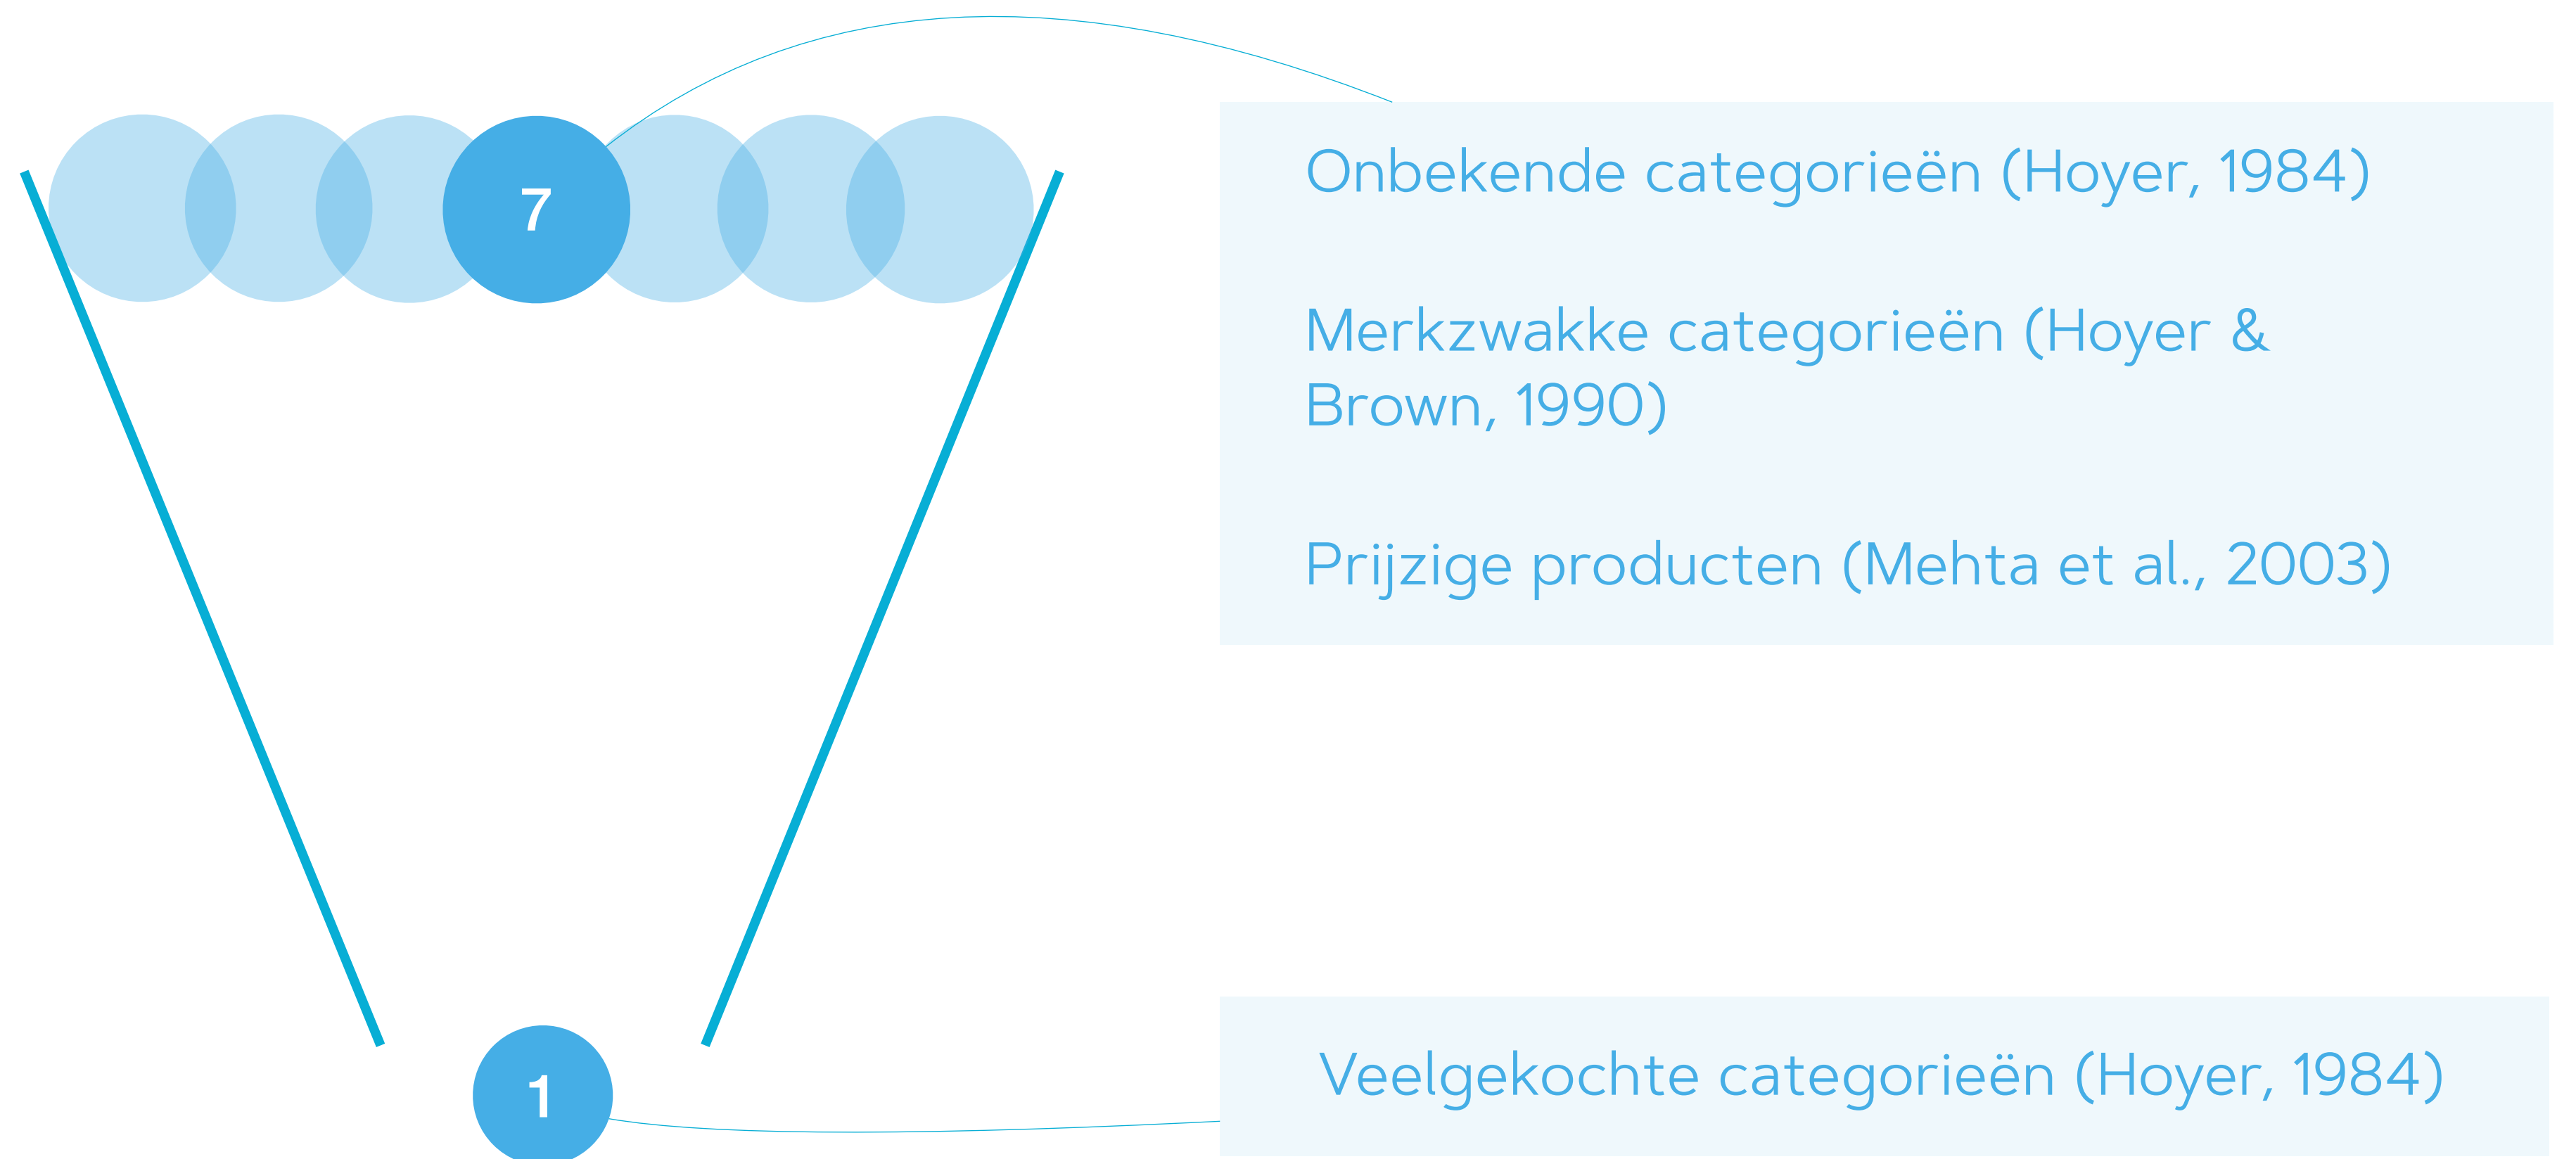 7
Onbekende categorieën (Hoyer, 1984)
Merkzwakke categorieën (Hoyer &
Brown, 1990)
Prijzige producten (Mehta et al., 2003)
1
Veelgekochte categorieën (Hoyer, 1984)